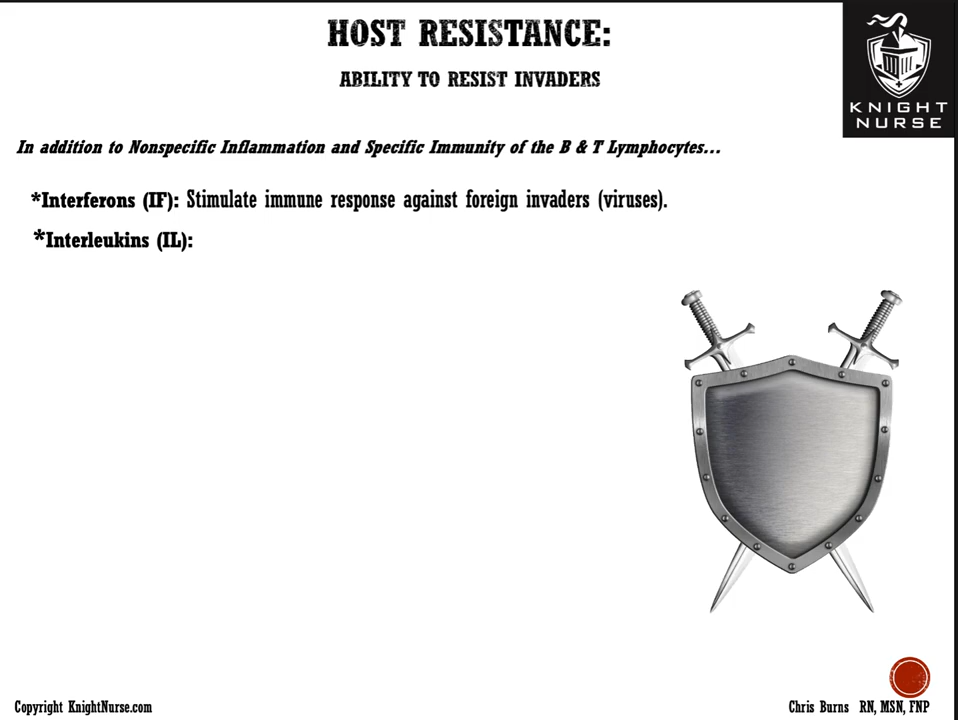 HOST RESISTANCE:
ABILITY TO RESIST INVADERS
KNIGHT
NURSE
In addition to Nonspecific Inflammation and Specific Immunity of the B & T Lymphocytes...
*Interferons (IF): Stimulate immune response against foreign invaders (viruses).
*Interleukins (IL):
Copyright KnightNurse.com
Chris Burns RN, MSN, FNP